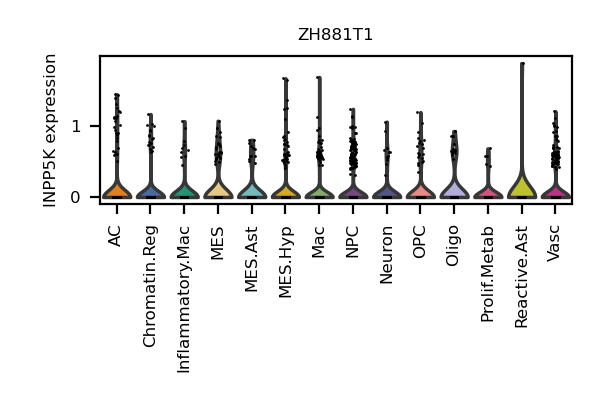 ZH881T1
INPP5K expression
1
0
AC
Chromatin.Reg
Inflammatory.Mac
MES
MES.Ast
MES.Hyp
Mac
NPC
Neuron
OPC
Oligo
Prolif.Metab
Reactive.Ast
Vasc